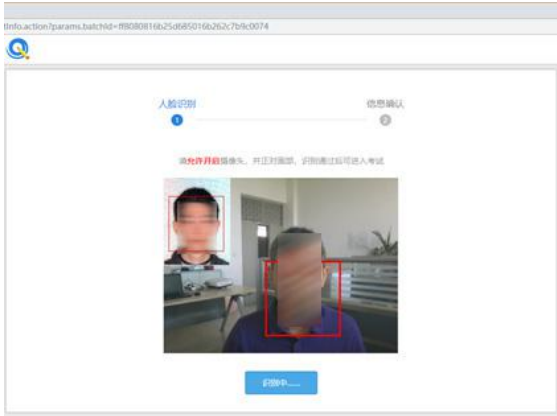 tInfo.action?params.batchId=ff8080816b25d685016b262c7b9c0074
人脸识别
信息确认
1
2
请允许开启摄像头，并正对面部，识别通过后可进入考试
识别中......